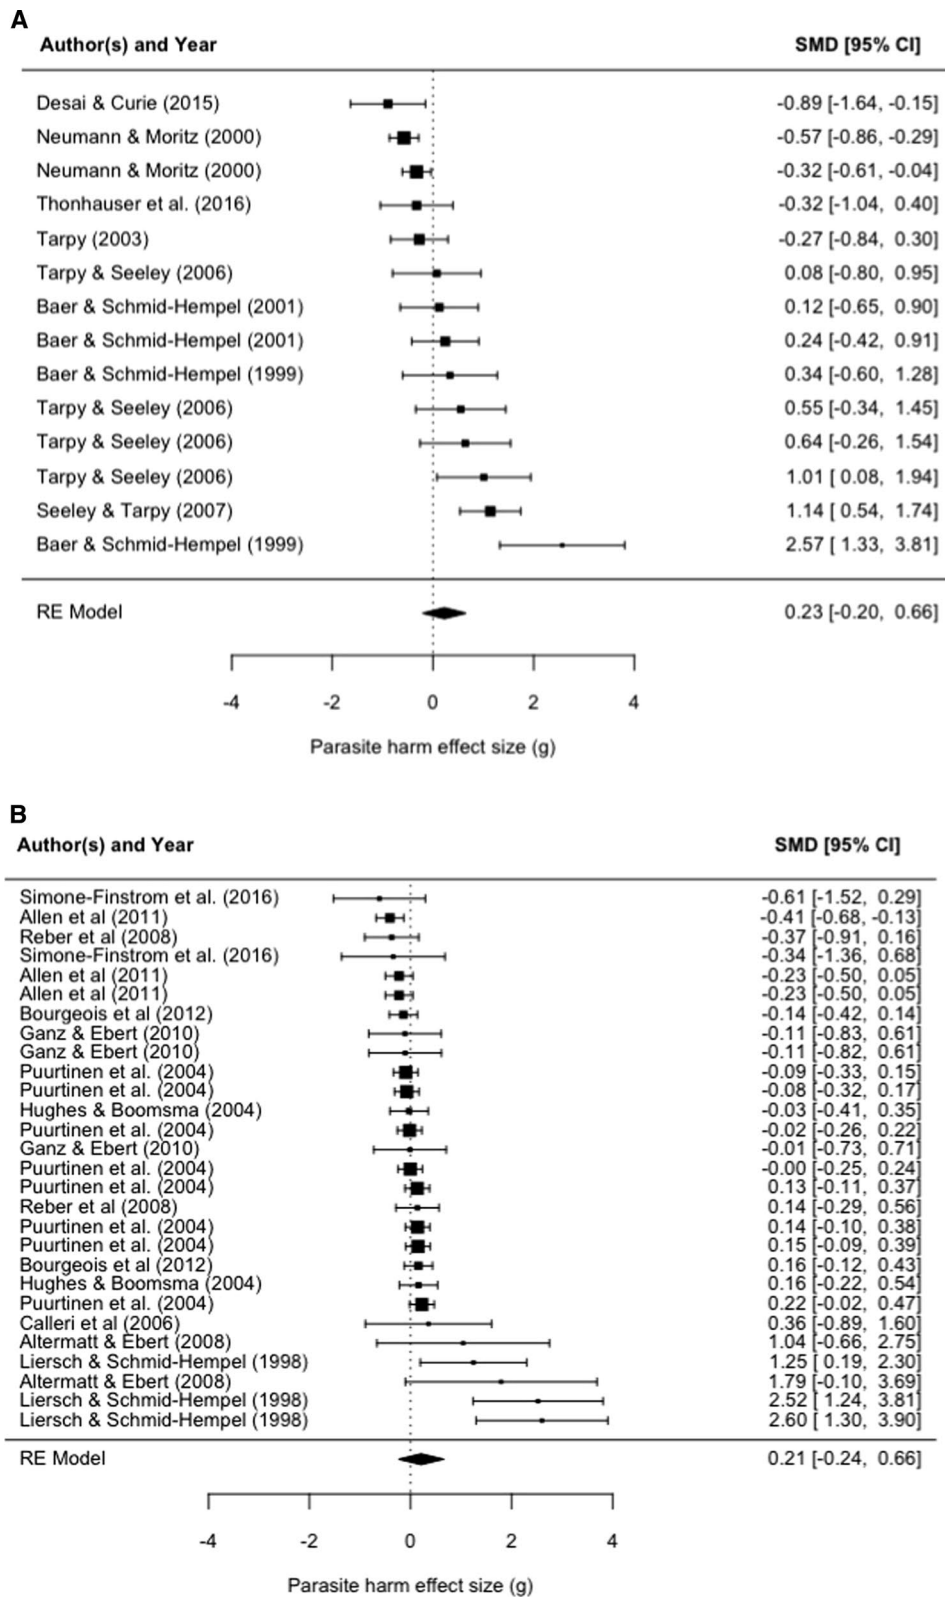 A
Author(s) and Year SMD [95% CI]
Desai & Curie (2015) -0.89 [-1.64, -0.15]
Neumann & Moritz (2000) -0.57 [-0.86, -0.29]
Neumann & Moritz (2000) -0.32 [-0.61, -0.04]
Thonhauser et al. (2016) -0.32 [-1.04, 0.40]
Tarpy (2003) -0.27 [-0.84, 0.30]
Tarpy & Seeley (2006) 0.08 [-0.80, 0.95]
Baer & Schmid-Hempel (2001) 0.12 [-0.65, 0.90]
Baer & Schmid-Hempel (2001) 0.24 [-0.42, 0.91]
Baer & Schmid-Hempel (1999) 0.34 [-0.60, 1.28]
Tarpy & Seeley (2006) 0.55 [-0.34, 1.45]
Tarpy & Seeley (2006) 0.64 [-0.26, 1.54]
Tarpy & Seeley (2006) 1.01 [ 0.08, 1.94]
Seeley & Tarpy (2007) 1.14 [ 0.54, 1.74]
Baer & Schmid-Hempel (1999) 2.57 [ 1.33, 3.81]
RE Model 0.23 [-0.20, 0.66]
-4 -2 0 2 4
Parasite harm effect size (g)
B
Author(s) and Year SMD [95% CI]
Simone-Finstrom et al. (2016) -0.61 [-1.52, 0.29]
Allen et al (2011) -0.41 [-0.68, -0.13]
Reber et al (2008) -0.37 [-0.91, 0.16]
Simone-Finstrom et al. (2016) -0.34 [-1.36, 0.68]
Allen et al (2011) -0.23 [-0.50, 0.05]
Allen et al (2011) -0.23 [-0.50, 0.05]
Bourgeois et al (2012) -0.14 [-0.42, 0.14]
Ganz & Ebert (2010) -0.11 [-0.83, 0.61]
Ganz & Ebert (2010) -0.11 [-0.82, 0.61]
Puurtinen et al. (2004) -0.09 [-0.33, 0.15]
Puurtinen et al. (2004) -0.08 [-0.32, 0.17]
Hughes & Boomsma (2004) -0.03 [-0.41, 0.35]
Puurtinen et al. (2004) -0.02 [-0.26, 0.22]
Ganz & Ebert (2010) -0.01 [-0.73, 0.71]
Puurtinen et al. (2004) -0.00 [-0.25, 0.24]
Puurtinen et al. (2004) 0.13 [-0.11, 0.37]
Reber et al (2008) 0.14 [-0.29, 0.56]
Puurtinen et al. (2004) 0.14 [-0.10, 0.38]
Puurtinen et al. (2004) 0.15 [-0.09, 0.39]
Bourgeois et al (2012) 0.16 [-0.12, 0.43]
Hughes & Boomsma (2004) 0.16 [-0.22, 0.54]
Puurtinen et al. (2004) 0.22 [-0.02, 0.47]
Calleri et al (2006) 0.36 [-0.89, 1.60]
Altermatt & Ebert (2008) 1.04 [-0.66, 2.75]
Liersch & Schmid-Hempel (1998) 1.25 [ 0.19, 2.30]
Altermatt & Ebert (2008) 1.79 [-0.10, 3.69]
Liersch & Schmid-Hempel (1998) 2.52 [ 1.24, 3.81]
Liersch & Schmid-Hempel (1998) 2.60 [ 1.30, 3.90]
RE Model 0.21 [-0.24, 0.66]
-4 -2 0 2 4
Parasite harm effect size (g)